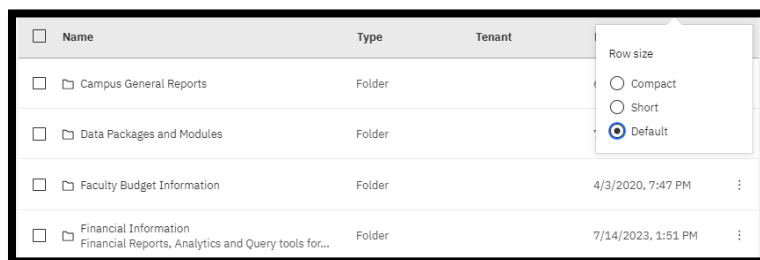 Name Type Tenant
Row size
Campus General Reports Folder
Compact
Short
Data Packages and Modules Folder
Default
Faculty Budget Information Folder 4/3/2020, 7:47 PM
Financial Information
Financial Reports, Analytics and Query tools for... Folder 7/14/2023, 1:51 PM